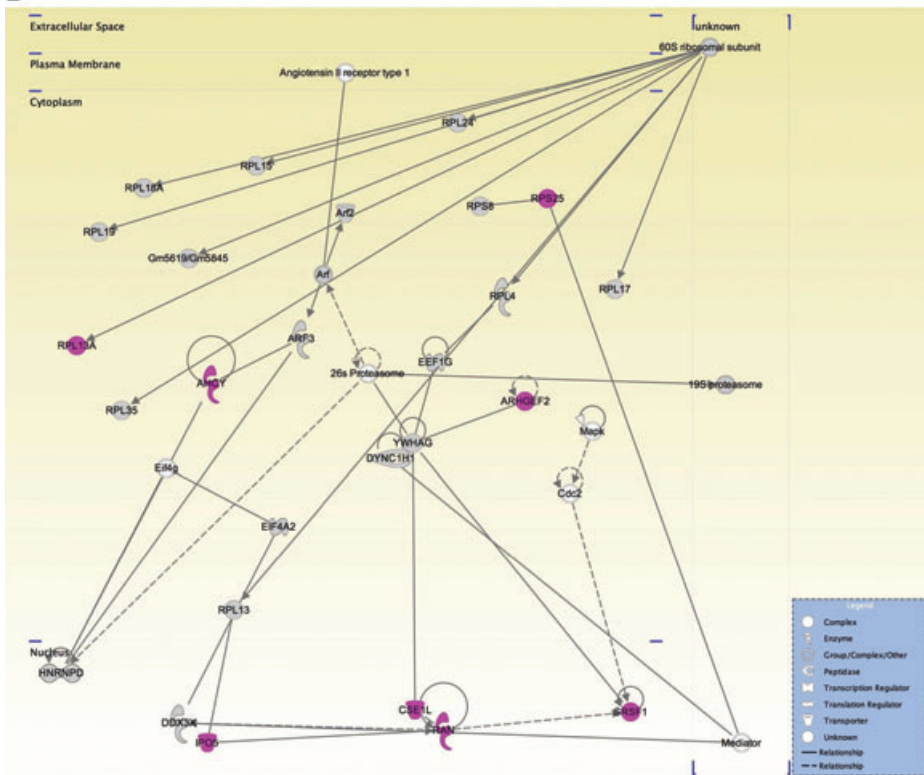 Extracellular Space
unknown
60S ribosomal subunit
Plasma Membrane
Angiotensin II receptor type 1
Cytoplasm
RPL24
RPL15
RPL18A
RPS8
RPS25
Arf2
RPL19
Gm5619/Gm5845
Arf
RPL17
RPL4
ARF3
RPL13A
EEF1G
26s Proteasome
AHCY
19S proteasome
ARHGEF2
RPL35
Mapk
YWHAG
DYNC1H1
Eif4g
Cdc2
EIF4A2
RPL13
Nucleus
HNRNPD
CSE1L
SRSF1
DDX3X
IPO5
Mediator
Legend
Complex
Enzyme
Group/Complex/Other
Peptidase
Transcription Regulator
Translation Regulator
Transporter
Unknown
Relationship
Relationship